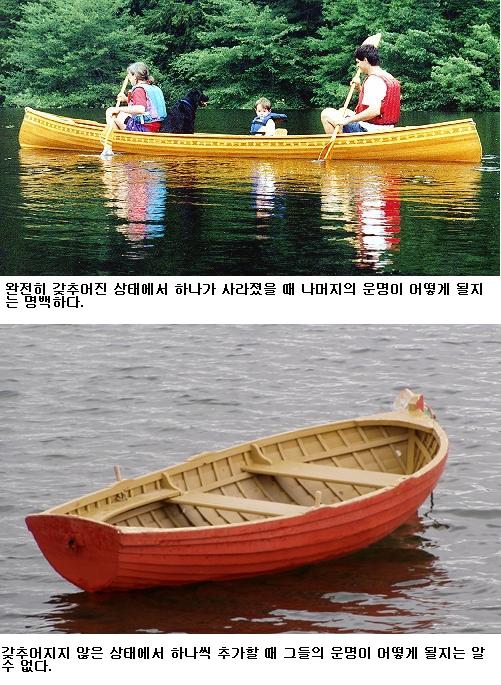 완전히 갖추어진 상태에서 하나가 사라졌을 때 나머지의 운명이 어떻게 될지
는 명백하다.
갖추어지지 않은 상태에서 하나씩 추가할 때 그들의 운명이 어떻게 될지는 알
수 없다.